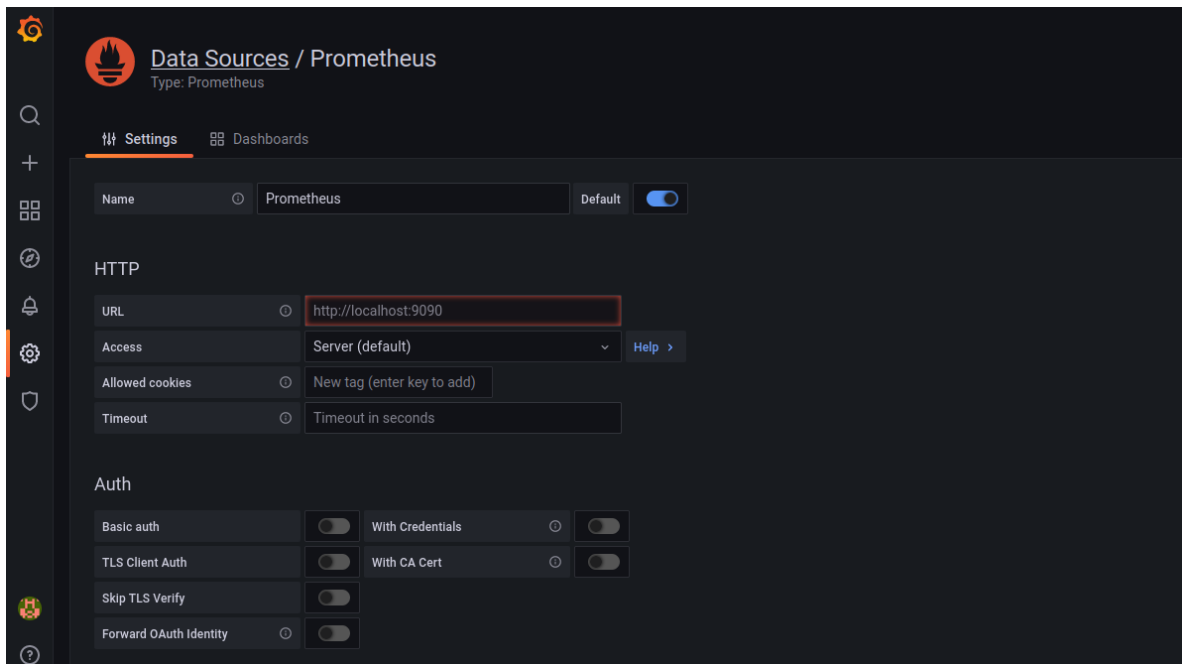 Data Sources / Prometheus
Type: Prometheus
Settings Dashboards
Name Prometheus Default
HTTP
URL http://localhost:9090
Access Server (default) Help >
Allowed cookies New tag (enter key to add)
Timeout Timeout in seconds
Auth
Basic auth With Credentials
TLS Client Auth With CA Cert
Skip TLS Verify
Forward OAuth Identity